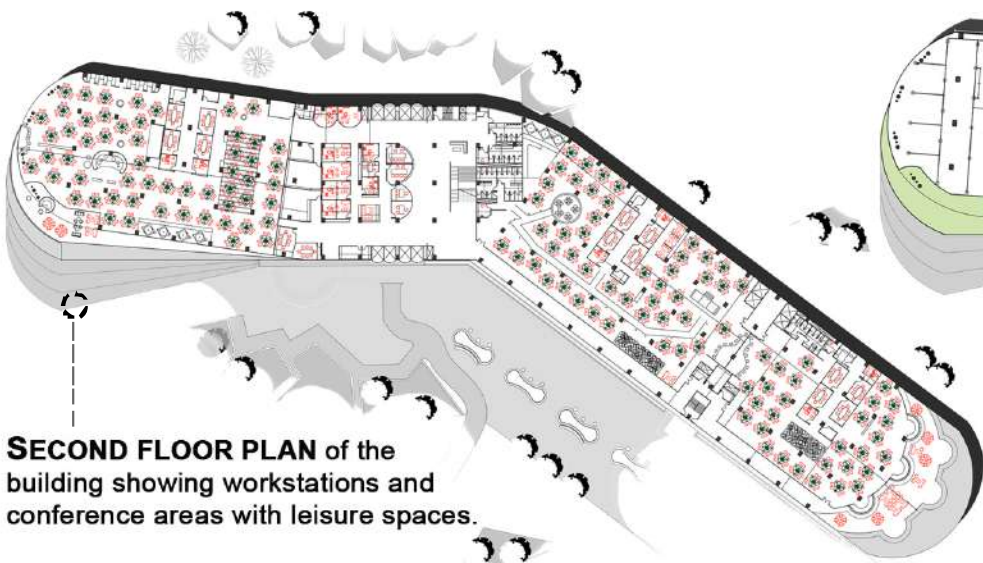 SECOND FLOOR PLAN of the
building showing workstations and
conference areas with leisure spaces.